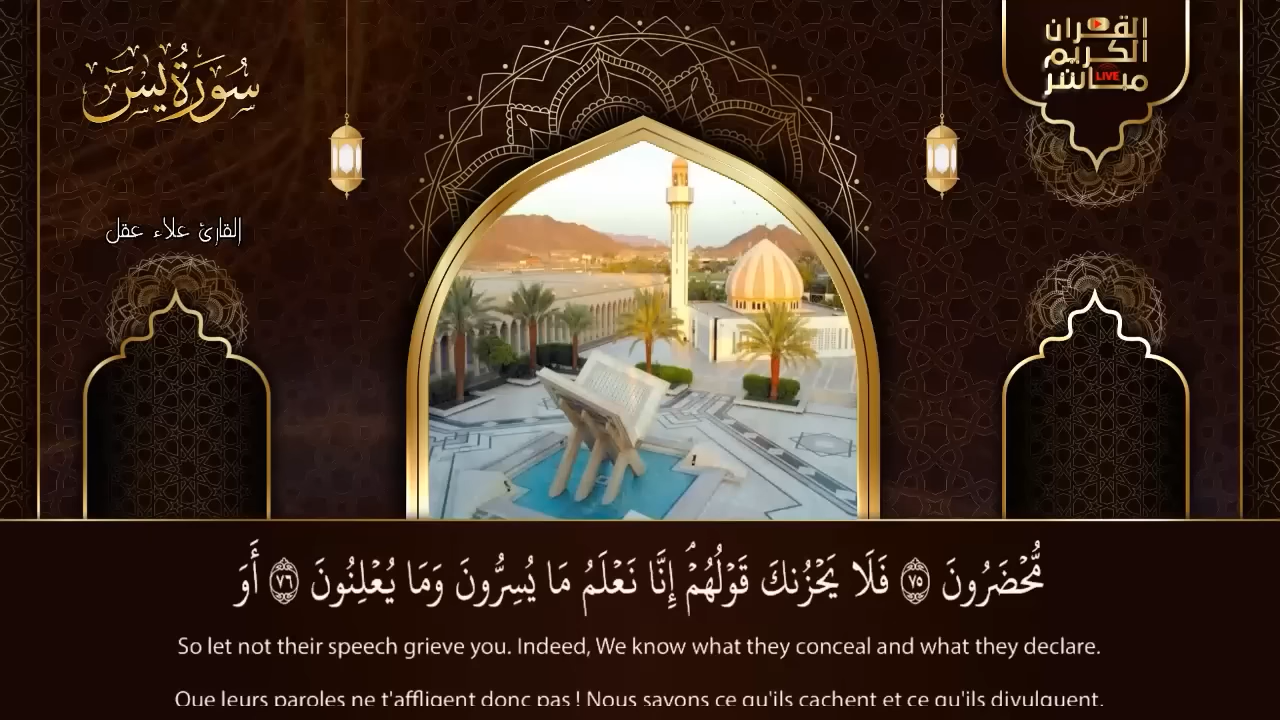 سُورَةُ يسٓ
القرآن
الكريم
مباشر
LIVE
القارئ علاء عقل
مُّحْضَرُونَ ٧٥ فَلَا يَحْزُنكَ قَوْلُهُمْ ۘ إِنَّا نَعْلَمُ مَا يُسِرُّونَ وَمَا يُعْلِنُونَ ٧٦ أَوَ
So let not their speech grieve you. Indeed, We know what they conceal and what they declare.
Que leurs paroles ne t'affligent donc pas ! Nous savons ce qu'ils cachent et ce qu'ils divulguent.